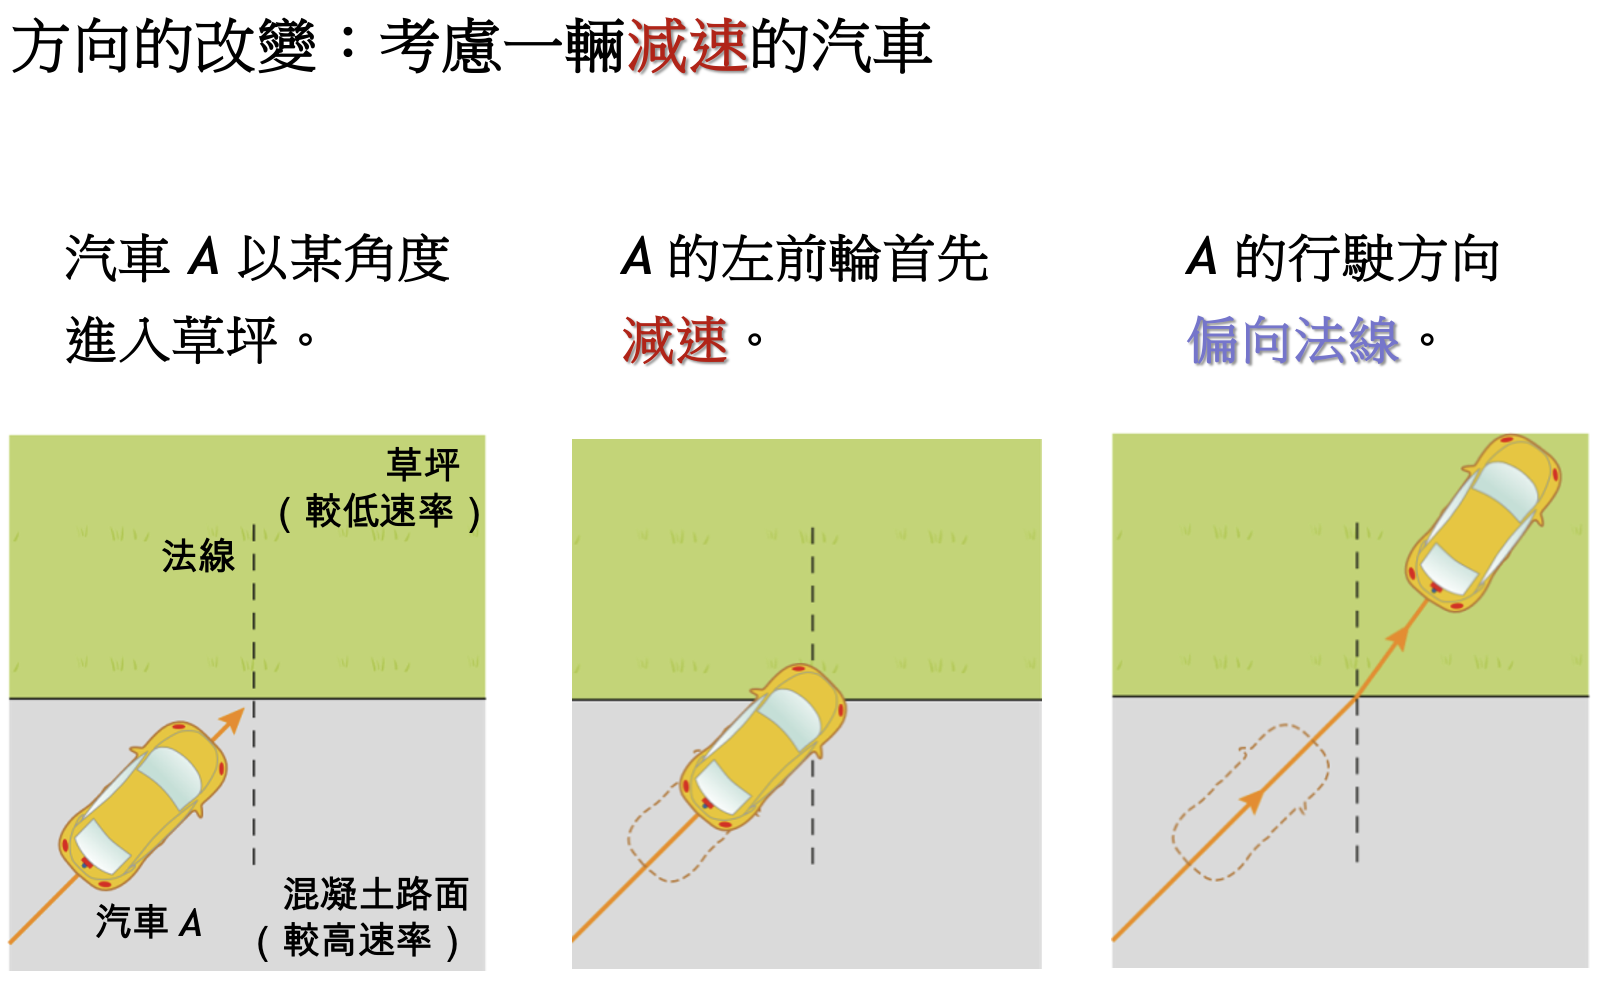 方向的改變：考慮一輛減速的汽車
汽車 A 以某角度
進入草坪。
A 的左前輪首先
減速。
A 的行駛方向
偏向法線。
草坪
（較低速率）
法線
汽車 A
混凝土路面
（較高速率）